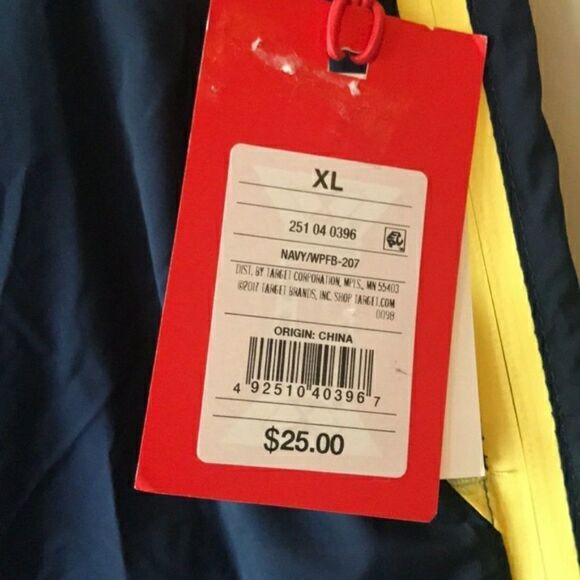 XL
251 04 0396
NAVY/WPFB-207
DIST. BY TARGET CORPORATION, MPLS., MN 55403
©2017 TARGET BRANDS, INC. SHOP TARGET.COM
0098
ORIGIN: CHINA
4 92510 40396 7
$25.00